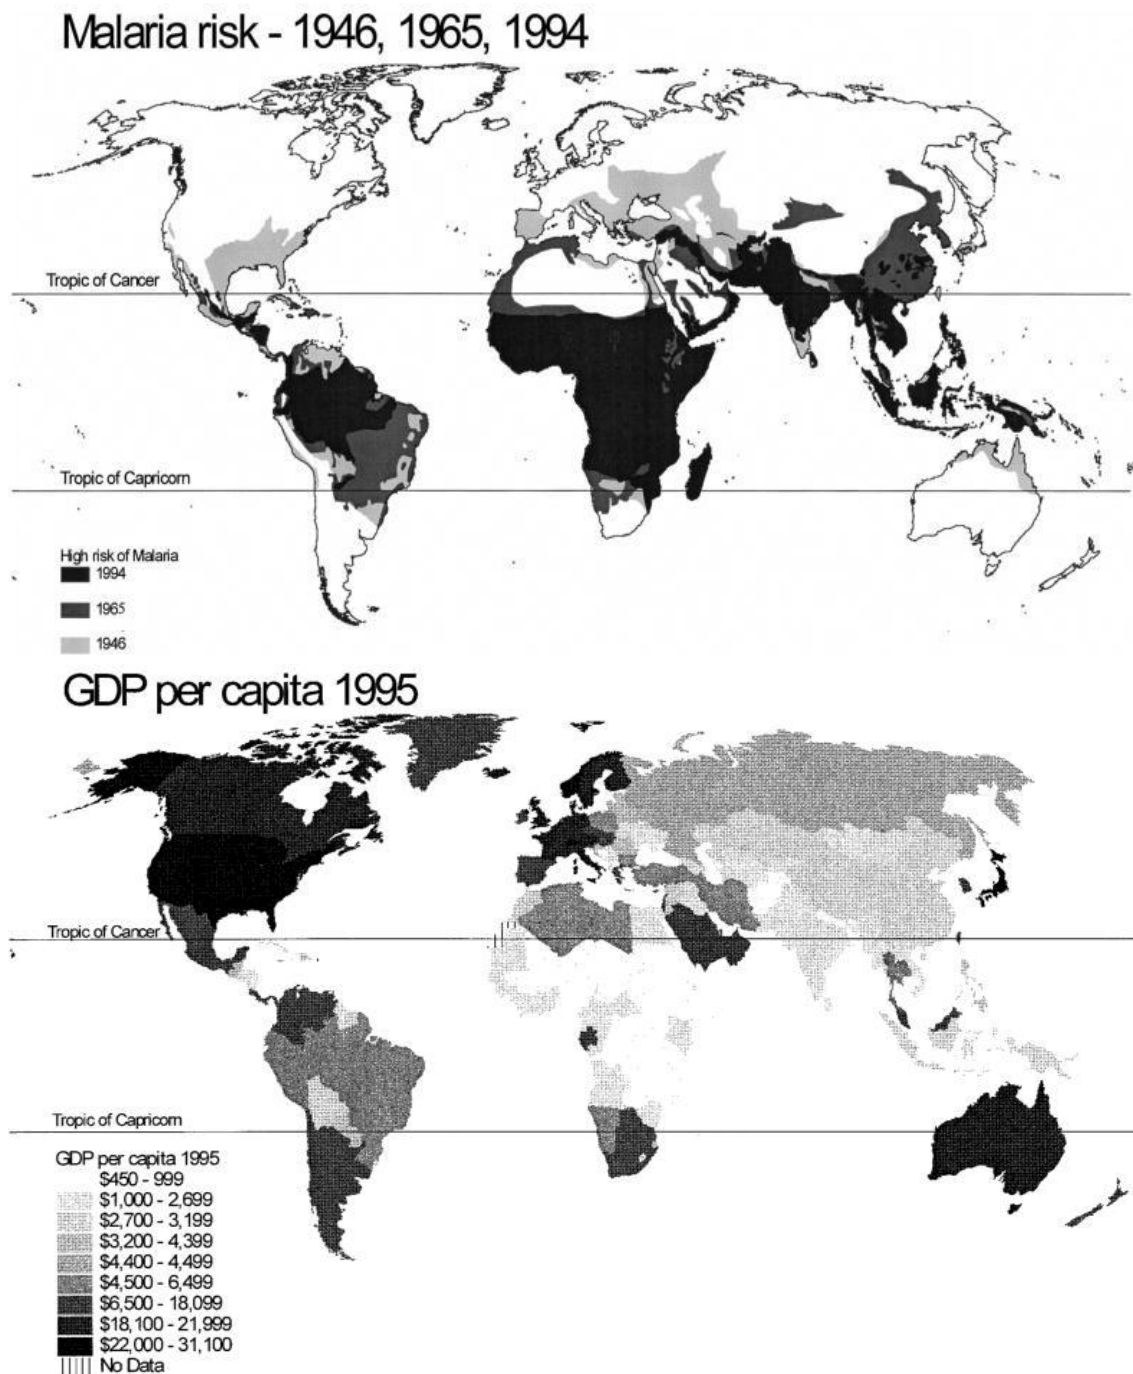 Malaria risk - 1946, 1965, 1994
Tropic of Cancer
Tropic of Capricorn
High risk of Malaria
1994
1965
1946
GDP per capita 1995
Tropic of Cancer
Tropic of Capricorn
GDP per capita 1995
$450 - 999
$1,000 - 2,699
$2,700 - 3,199
$3,200 - 4,399
$4,400 - 4,499
$4,500 - 6,499
$6,500 - 18,099
$18,100 - 21,999
$22,000 - 31,100
No Data